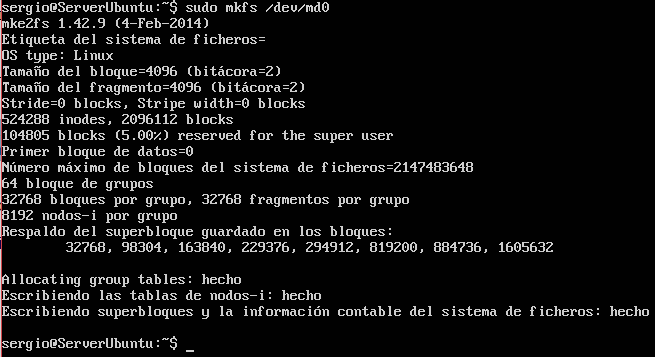 sergio@ServerUbuntu:~$ sudo mkfs /dev/md0
mke2fs 1.42.9 (4-Feb-2014)
Etiqueta del sistema de ficheros=
OS type: Linux
Tamaño del bloque=4096 (bitácora=2)
Tamaño del fragmento=4096 (bitácora=2)
Stride=0 blocks, Stripe width=0 blocks
524288 inodes, 2096112 blocks
104805 blocks (5.00%) reserved for the super user
Primer bloque de datos=0
Número máximo de bloques del sistema de ficheros=2147483648
64 bloque de grupos
32768 bloques por grupo, 32768 fragmentos por grupo
8192 nodos-i por grupo
Respaldo del superbloque guardado en los bloques:
32768, 98304, 163840, 229376, 294912, 819200, 884736, 1605632
Allocating group tables: hecho
Escribiendo las tablas de nodos-i: hecho
Escribiendo superbloques y la información contable del sistema de ficheros: hecho
sergio@ServerUbuntu:~$ _